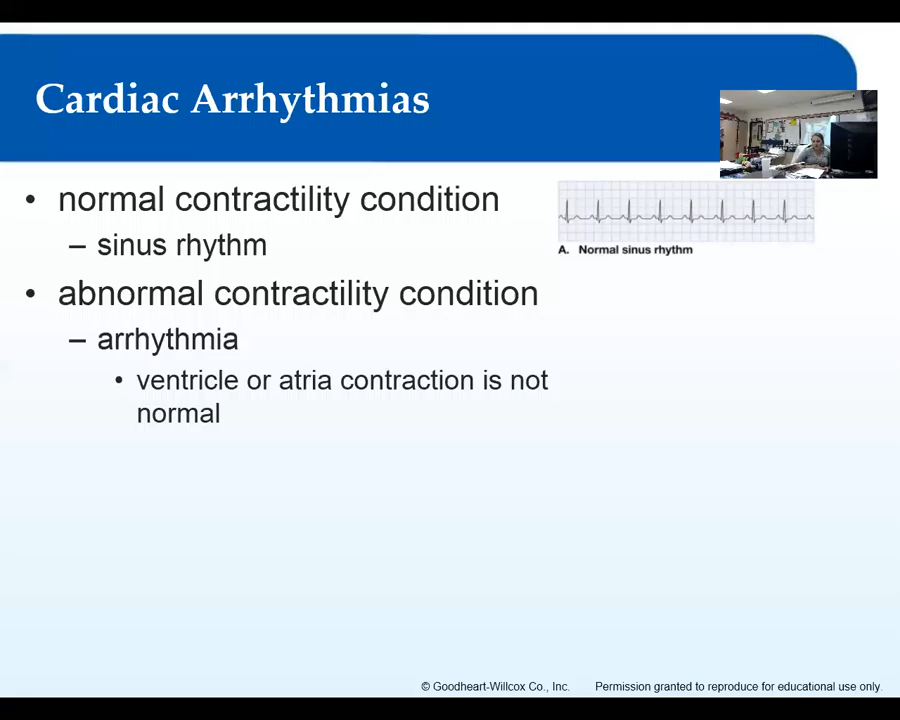 Cardiac Arrhythmias
• normal contractility condition
– sinus rhythm
A. Normal sinus rhythm
• abnormal contractility condition
– arrhythmia
• ventricle or atria contraction is not
normal
© Goodheart-Willcox Co., Inc. Permission granted to reproduce for educational use only.